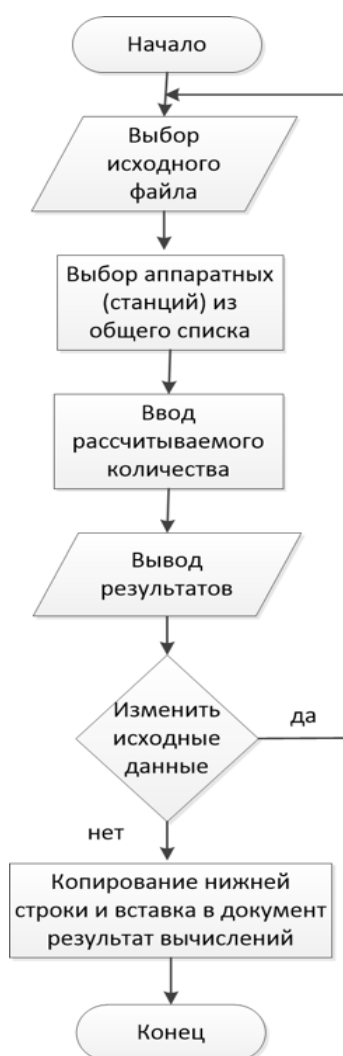 Начало
Выбор
исходного
файла
Выбор аппаратных
(станций) из
общего списка
Ввод
рассчитываемого
количества
Вывод
результатов
Изменить
исходные
данные
да
нет
Копирование нижней
строки и вставка в документ
результат вычислений
Конец